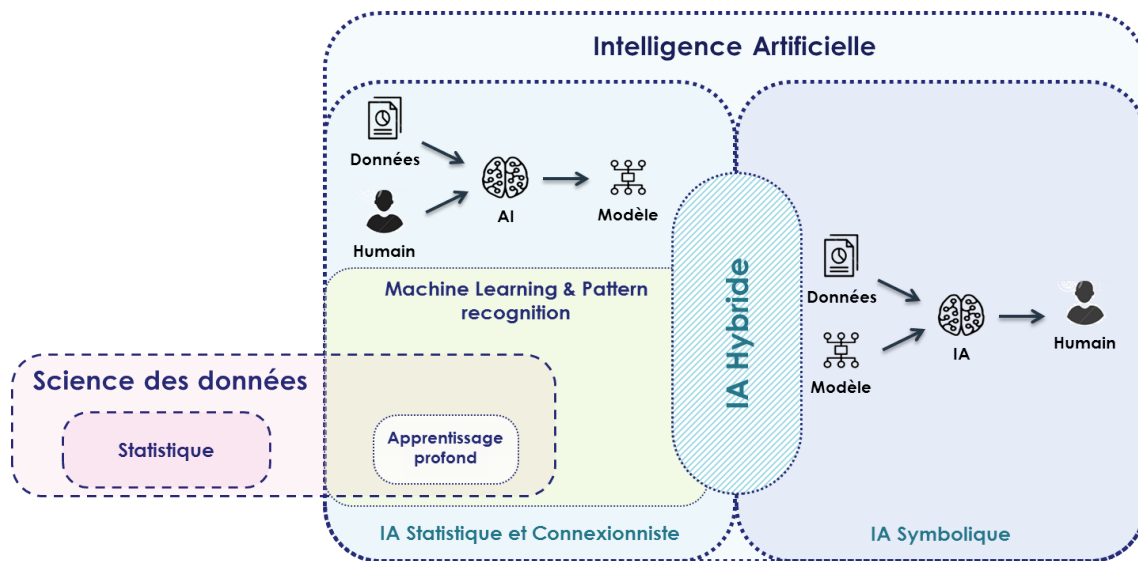 Intelligence Artificielle
Données
AI
Modèle
Humain
Machine Learning & Pattern
recognition
Science des données
Statistique
Apprentissage
profond
IA Statistique et Connexionniste
IA Hybride
Données
Modèle
IA
Humain
IA Symbolique